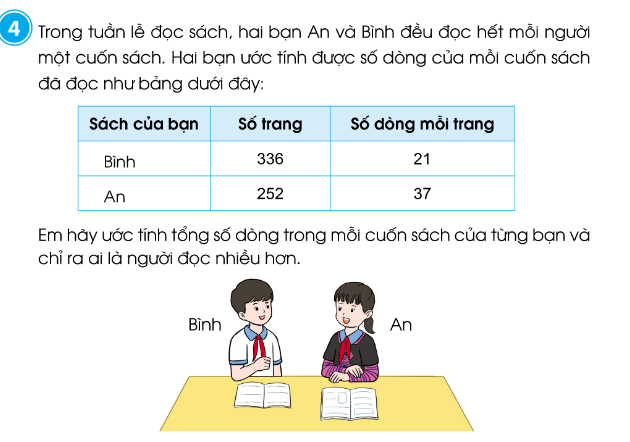 4
Trong tuần lễ đọc sách, hai bạn An và Bình đều đọc hết mỗi người
một cuốn sách. Hai bạn ước tính được số dòng của mỗi cuốn sách
đã đọc như bảng dưới đây:
Sách của bạn Số trang Số dòng mỗi trang
Bình 336 21
An 252 37
Em hãy ước tính tổng số dòng trong mỗi cuốn sách của từng bạn và
chỉ ra ai là người đọc nhiều hơn.
Bình An